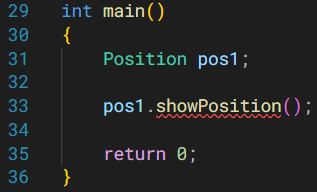 29 int main()
30 {
31     Position pos1;
32
33     pos1.showPosition();
34
35     return 0;
36 }